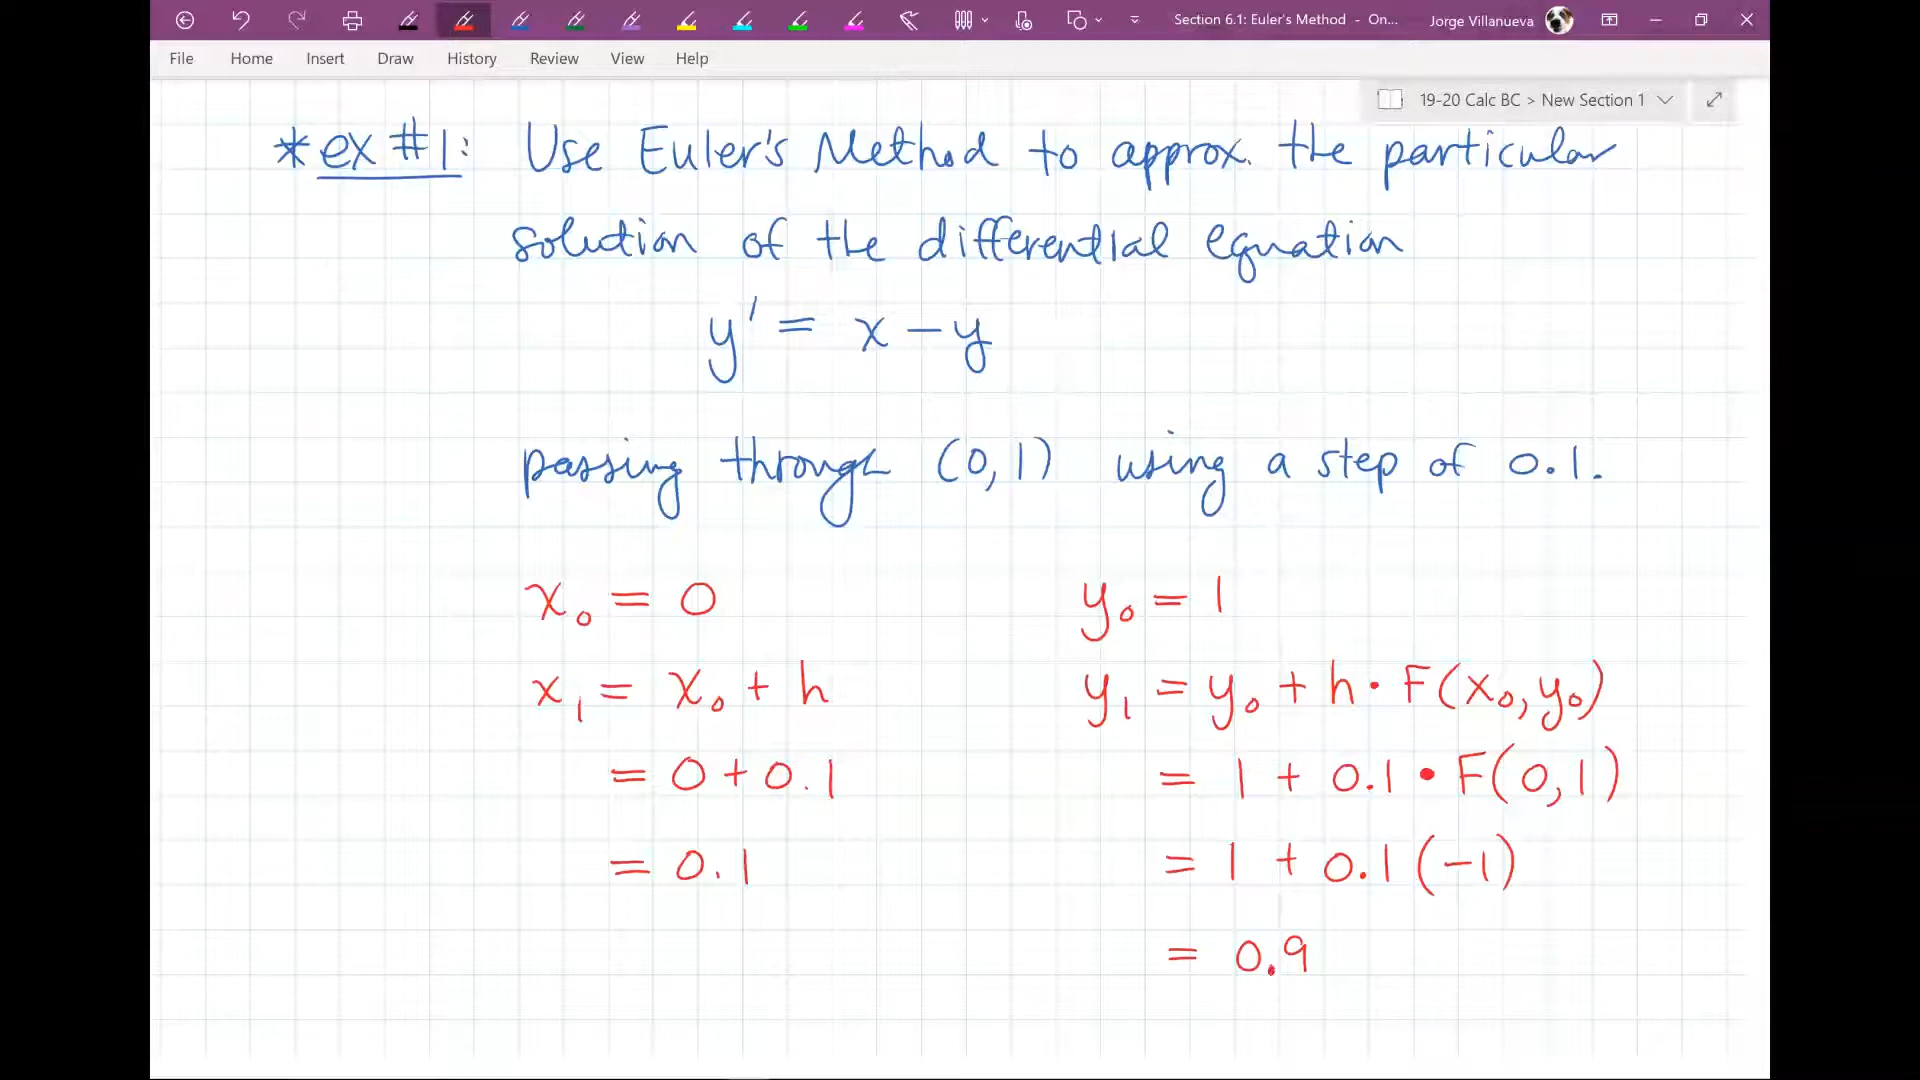 Section 6.1: Euler's Method - On... Jorge Villanueva
File Home Insert Draw History Review View Help
19-20 Calc BC > New Section 1
*ex #1: Use Euler's Method to approx. the particular
solution of the differential equation
y' = x - y
passing through (0,1) using a step of 0.1.
x₀ = 0 y₀ = 1
x₁ = x₀ + h y₁ = y₀ + h · F(x₀, y₀)
= 0 + 0.1 = 1 + 0.1 • F(0,1)
= 0.1 = 1 + 0.1(-1)
= 0.9